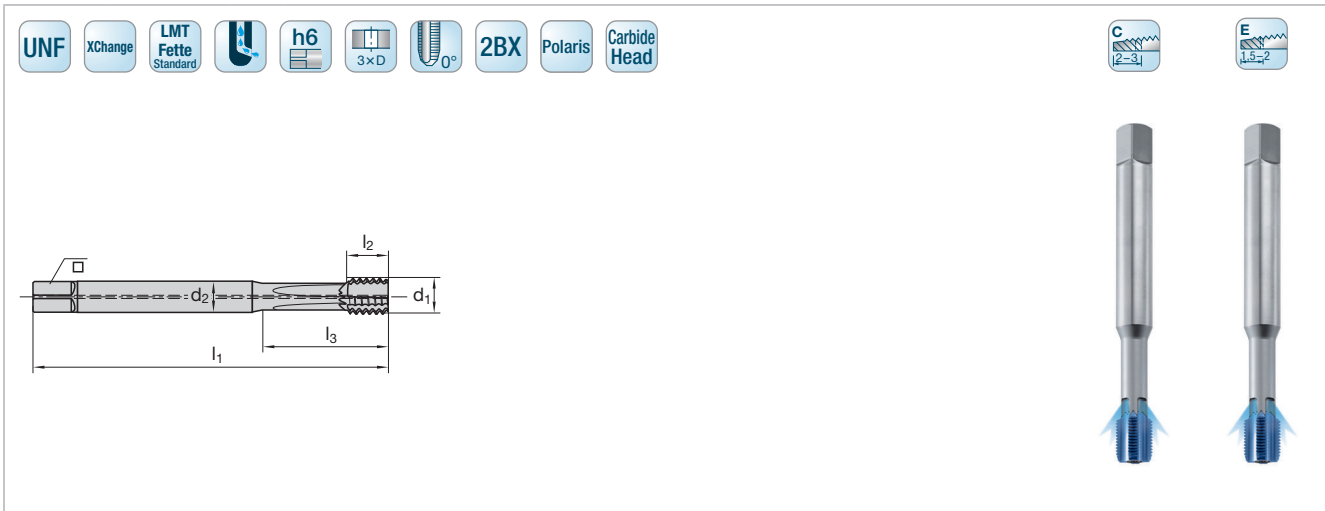 UNF
XChange
LMT
Fette
Standard
h6
3×D
0°
2BX
Polaris
Carbide
Head
C
2–3
E
1,5–2
l2
d2
d1
l3
l1